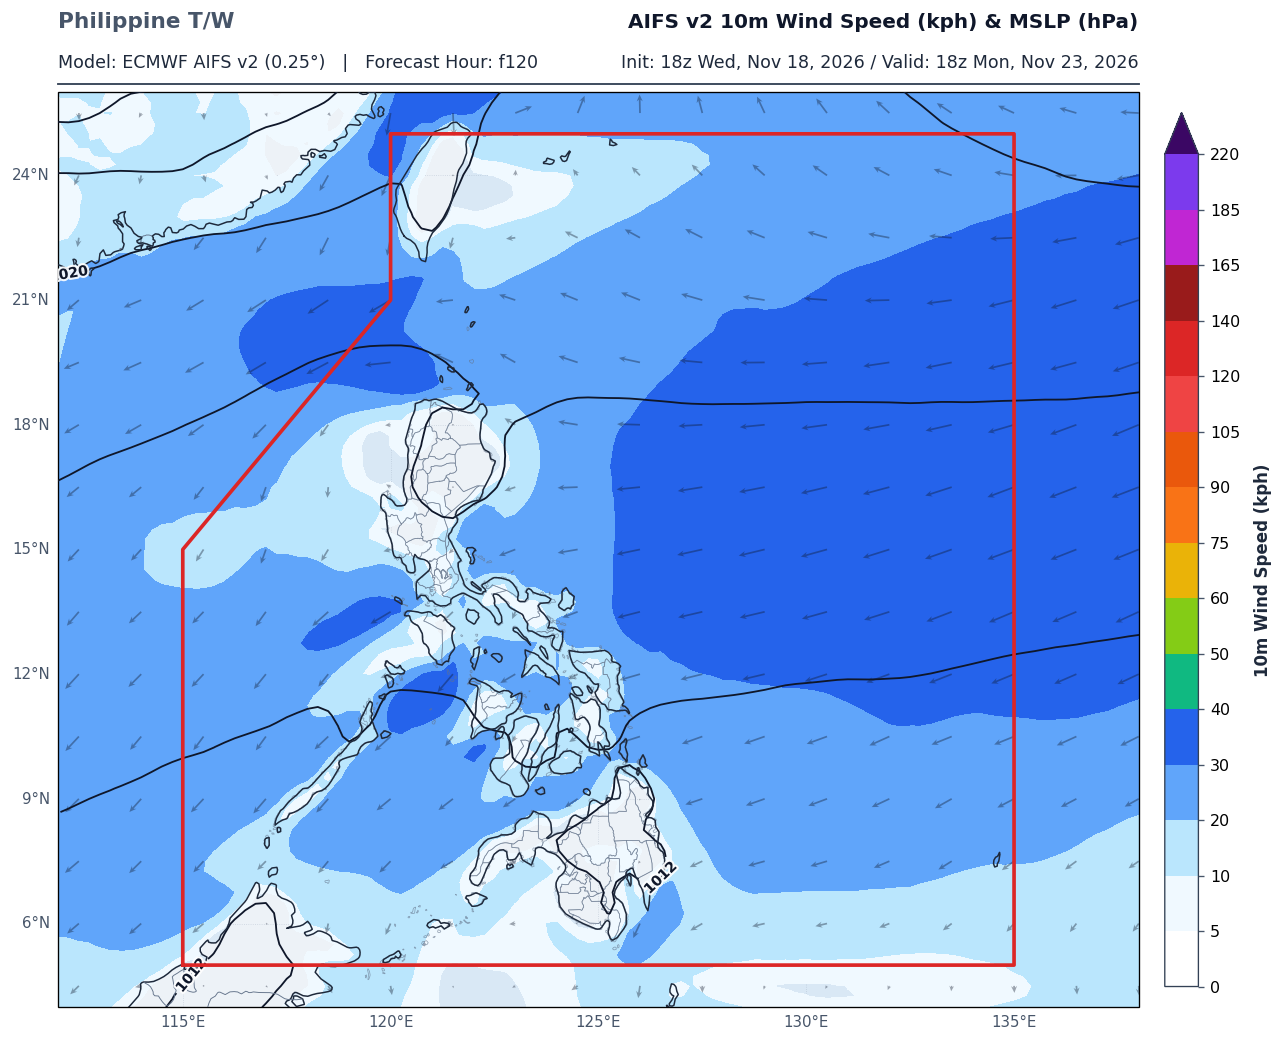 Philippine T/W
AIFS v2 10m Wind Speed (kph) & MSLP (hPa)
Model: ECMWF AIFS v2 (0.25°) | Forecast Hour: f120
Init: 18z Wed, Nov 18, 2026 / Valid: 18z Mon, Nov 23, 2026
24°N
21°N
18°N
15°N
12°N
9°N
6°N
115°E
120°E
125°E
130°E
135°E
020
1012
1012
220
185
165
140
120
105
90
75
60
50
40
30
20
10
5
0
10m Wind Speed (kph)